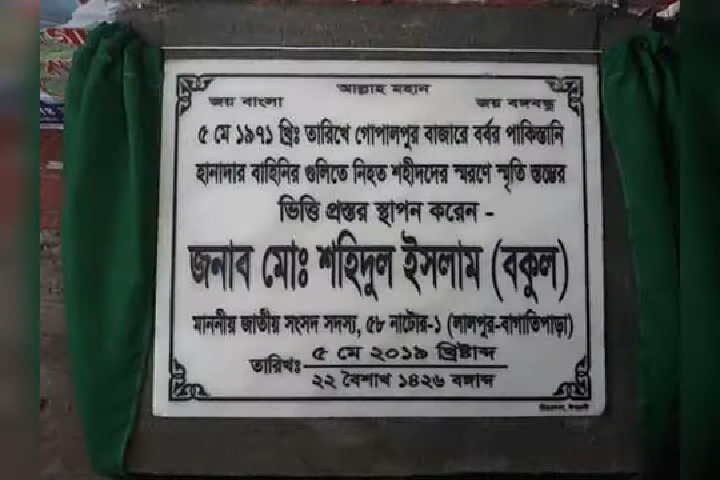 আল্লাহ মহান
জয় বাংলা জয় বঙ্গবন্ধু
৫ মে ১৯৭১ খ্রিঃ তারিখে গোপালপুর বাজারে বর্বর পাকিস্তানি
হানাদার বাহিনির গুলিতে নিহত শহীদদের স্মরণে স্মৃতি স্তম্ভের
ভিত্তি প্রস্তর স্থাপন করেন -
জনাব মোঃ শহিদুল ইসলাম (বকুল)
মাননীয় জাতীয় সংসদ সদস্য, ৫৮ নাটোর-১ (লালপুর-বাগাতিপাড়া)
তারিখঃ ৫ মে ২০১৯ খ্রিষ্টাব্দ
২২ বৈশাখ ১৪২৬ বঙ্গাব্দ